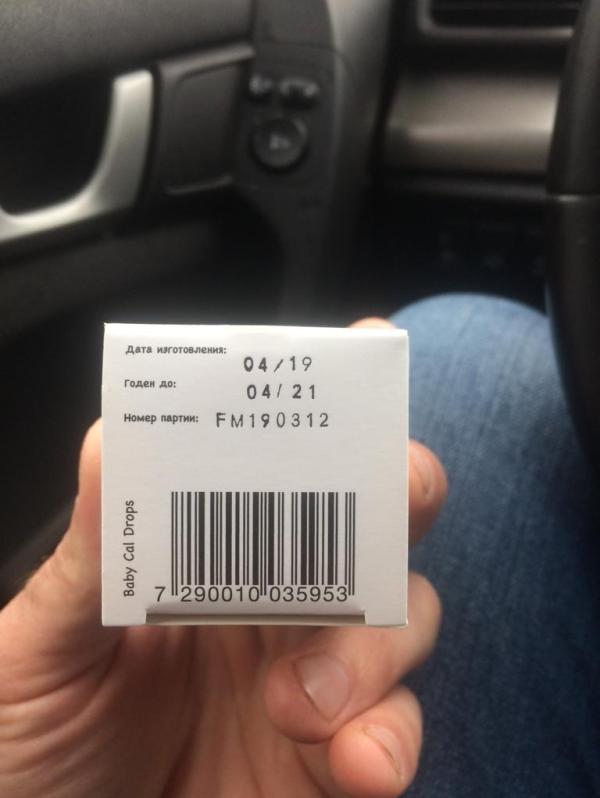 Дата изготовления: 04/19
Годен до: 04/ 21
Номер партии: FM190312
Baby Cal Drops
7 290010 035953